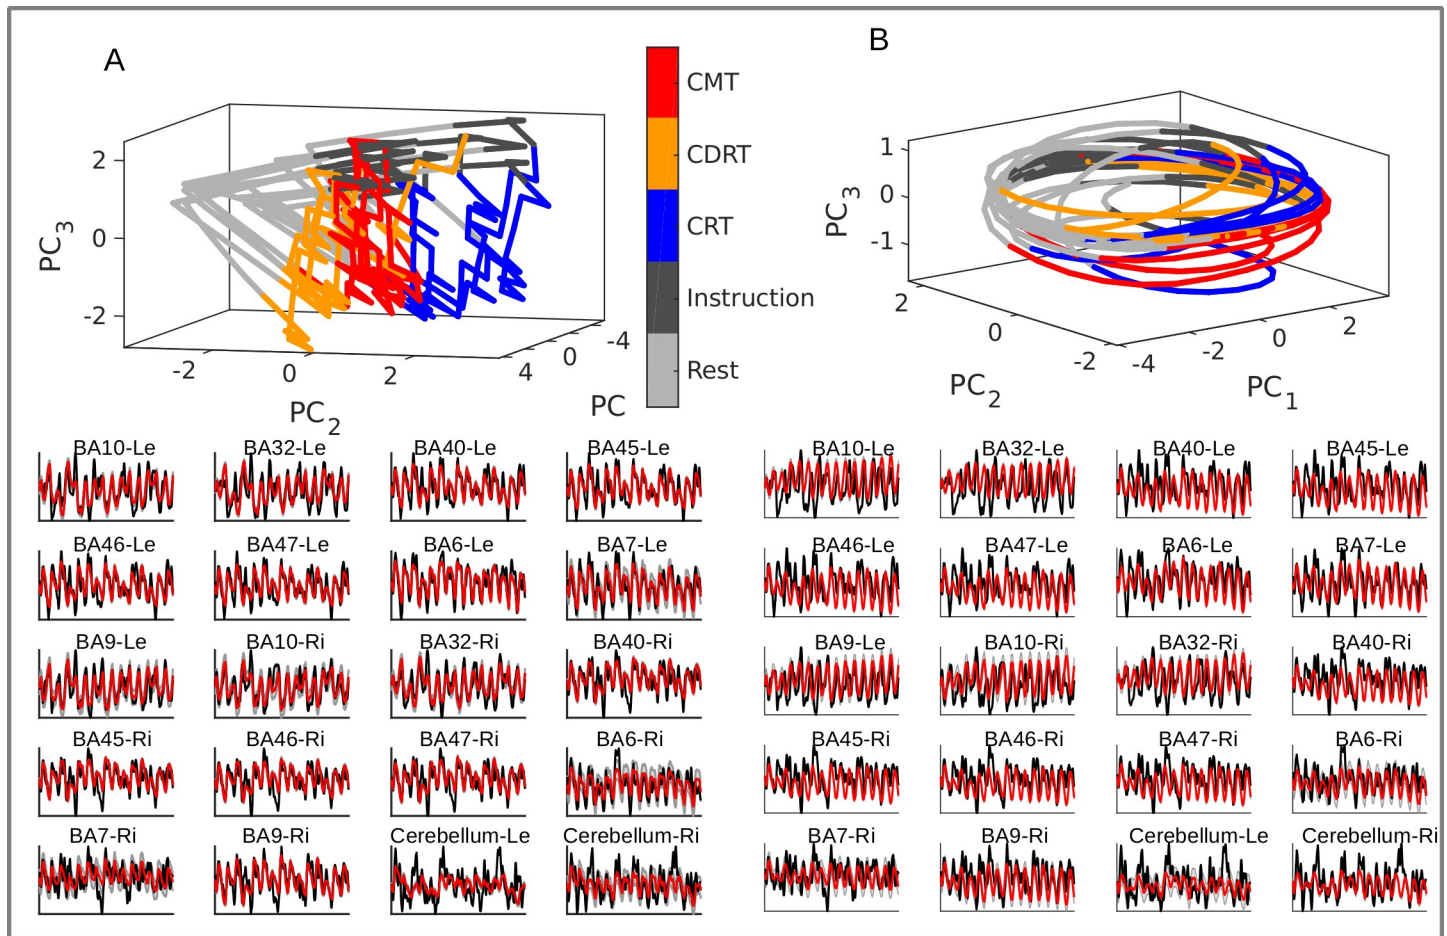 A
B
CMT
CDRT
CRT
Instruction
Rest
PC3
2
0
-2
-2
0
2
PC2
4
0
-4
PC
PC3
1
0
-1
2
0
-2
PC2
-4
-2
0
2
PC1
BA10-Le BA32-Le BA40-Le BA45-Le
BA46-Le BA47-Le BA6-Le BA7-Le
BA9-Le BA10-Ri BA32-Ri BA40-Ri
BA45-Ri BA46-Ri BA47-Ri BA6-Ri
BA7-Ri BA9-Ri Cerebellum-Le Cerebellum-Ri
BA10-Le BA32-Le BA40-Le BA45-Le
BA46-Le BA47-Le BA6-Le BA7-Le
BA9-Le BA10-Ri BA32-Ri BA40-Ri
BA45-Ri BA46-Ri BA47-Ri BA6-Ri
BA7-Ri BA9-Ri Cerebellum-Le Cerebellum-Ri